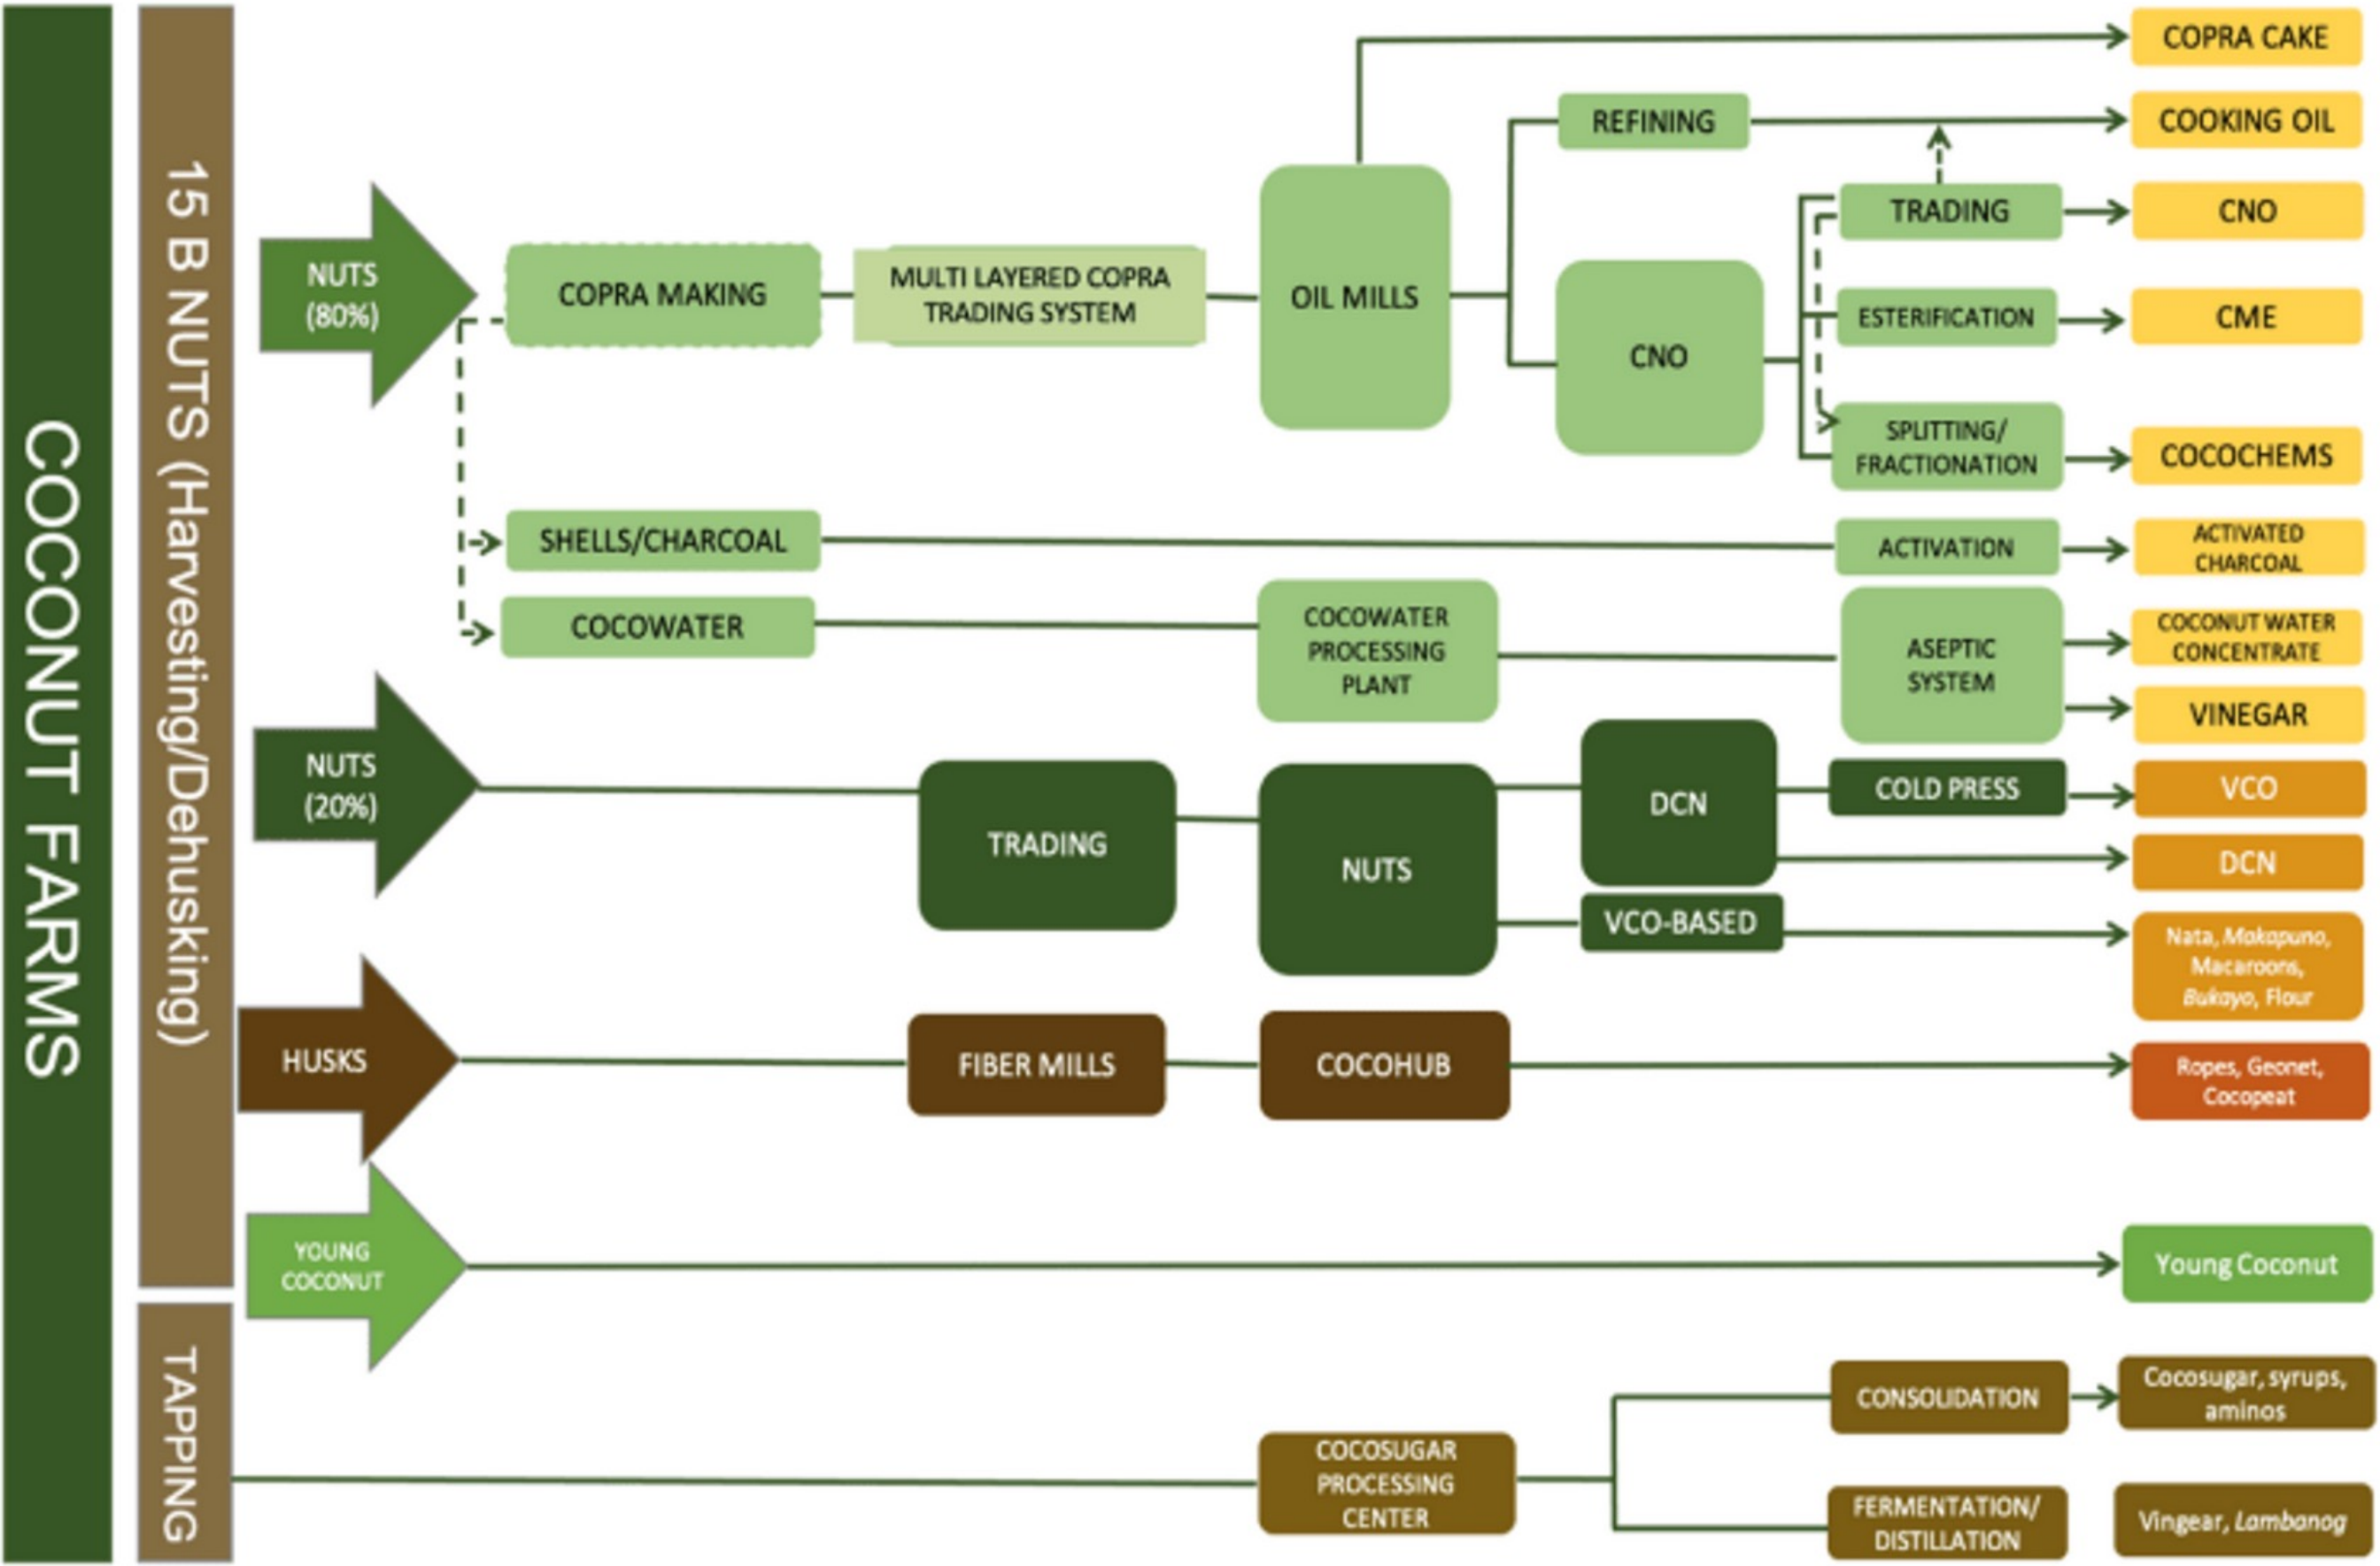 COCONUT FARMS
15 B NUTS (Harvesting/Dehusking)
TAPPING
NUTS
(80%)
COPRA MAKING
MULTI LAYERED COPRA
TRADING SYSTEM
OIL MILLS
REFINING
CNO
TRADING
ESTERIFICATION
SPLITTING/
FRACTIONATION
COPRA CAKE
COOKING OIL
CNO
CME
COCOCHEMS
SHELLS/CHARCOAL
ACTIVATION
ACTIVATED
CHARCOAL
COCOWATER
COCOWATER
PROCESSING
PLANT
ASEPTIC
SYSTEM
COCONUT WATER
CONCENTRATE
VINEGAR
NUTS
(20%)
TRADING
NUTS
DCN
COLD PRESS
VCO
DCN
VCO-BASED
Nata, Makapuno,
Macaroons,
Bukayo, Flour
HUSKS
FIBER MILLS
COCOHUB
Ropes, Geonet,
Cocopeat
YOUNG
COCONUT
Young Coconut
COCOSUGAR
PROCESSING
CENTER
CONSOLIDATION
Cocosugar, syrups,
aminos
FERMENTATION/
DISTILLATION
Vingear, Lambanog